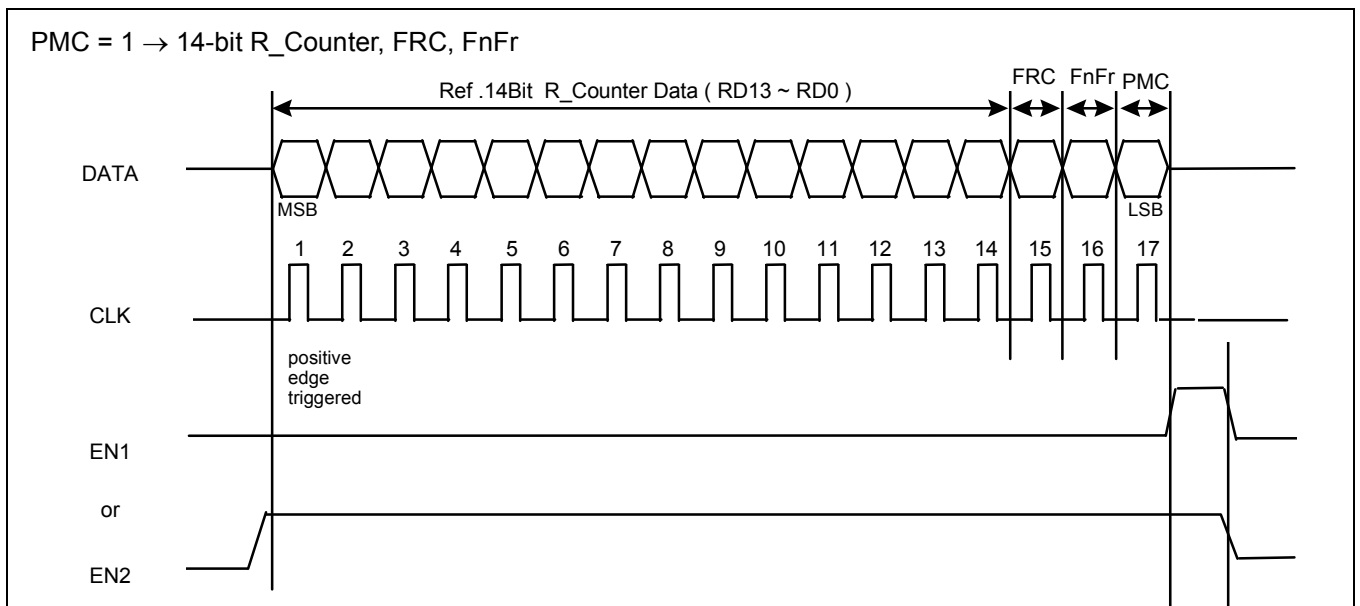 PMC = 1 → 14-bit R_Counter, FRC, FnFr
Ref .14Bit R_Counter Data ( RD13 ~ RD0 )
FRC FnFr PMC
DATA
MSB
LSB
1 2 3 4 5 6 7 8 9 10 11 12 13 14 15 16 17
CLK
positive
edge
triggered
EN1
or
EN2